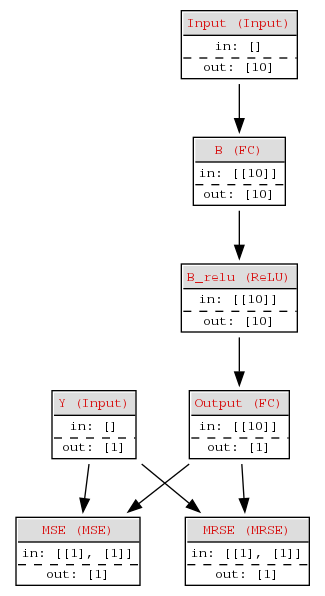 Input (Input)
in: []
out: [10]
B (FC)
in: [[10]]
out: [10]
B_relu (ReLU)
in: [[10]]
out: [10]
Y (Input)
in: []
out: [1]
Output (FC)
in: [[10]]
out: [1]
MSE (MSE)
in: [[1], [1]]
out: [1]
MRSE (MRSE)
in: [[1], [1]]
out: [1]